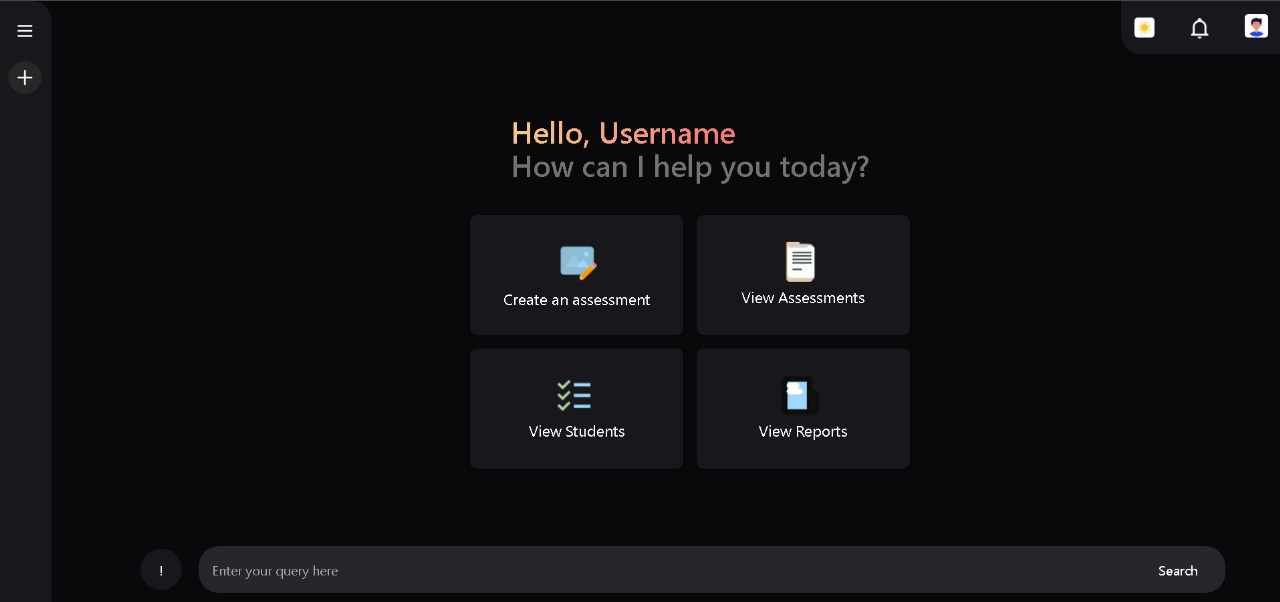 Hello, Username
How can I help you today?
Create an assessment
View Assessments
View Students
View Reports
!
Enter your query here
Search